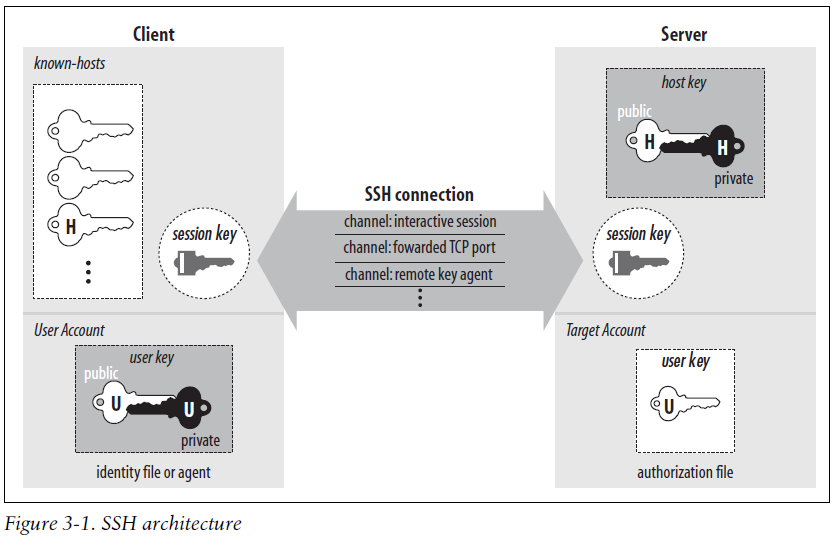 Client
Server
known-hosts
H
session key
User Account
user key
public
U
U
private
identity file or agent
SSH connection
channel: interactive session
channel: fowarded TCP port
channel: remote key agent
host key
public
H
H
private
session key
Target Account
user key
U
authorization file
Figure 3-1. SSH architecture